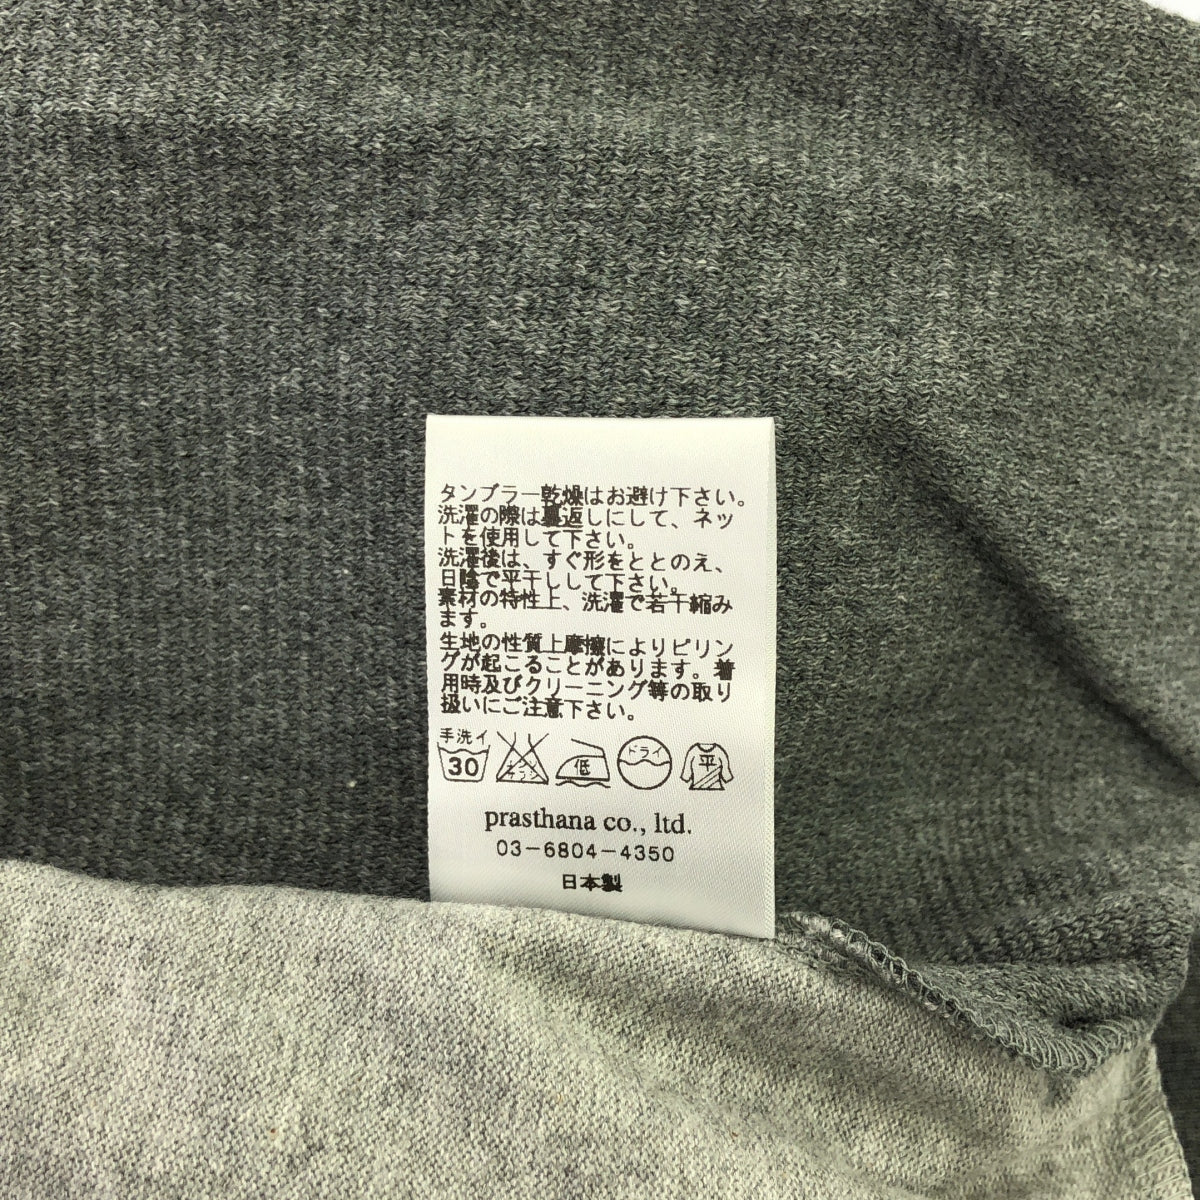 タンブラー乾燥はお避け下さい。
洗濯の際は裏返しにして、ネッ
トを使用して下さい。
洗濯後は、すぐ形をととのえ、
日陰で平干しして下さい。
素材の特性上、洗濯で若干縮み
ます。
生地の性質上摩擦によりピリン
グが起こることがあります。着
用時及びクリーニング等の取り
扱いにご注意下さい。
手洗イ
30 エンソサラシ 低 ドライ 平
prasthana co., ltd.
03-6804-4350
日本製